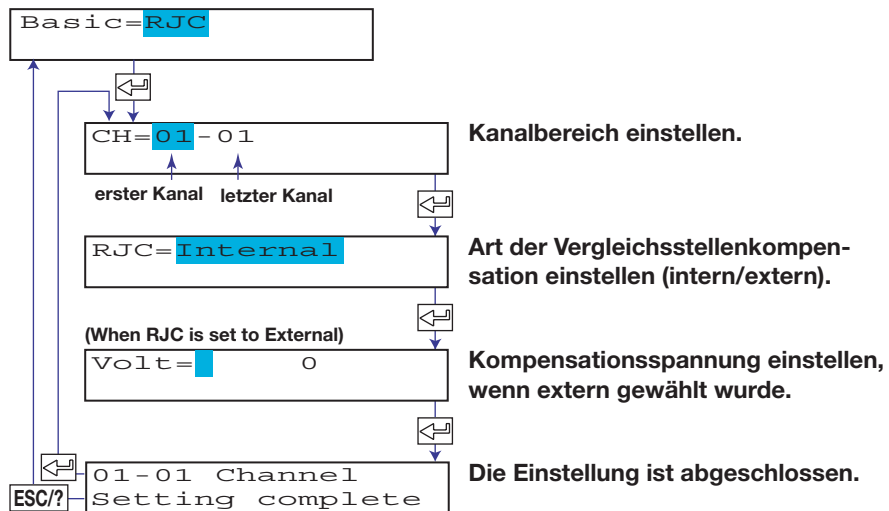 Basic=RJC
CH=01-01
Kanalbereich einstellen.
erster Kanal letzter Kanal
RJC=Internal
Art der Vergleichsstellenkompen-
sation einstellen (intern/extern).
(When RJC is set to External)
Volt= 0
Kompensationsspannung einstellen,
wenn extern gewählt wurde.
01-01 Channel
Die Einstellung ist abgeschlossen.
ESC/?
Setting complete